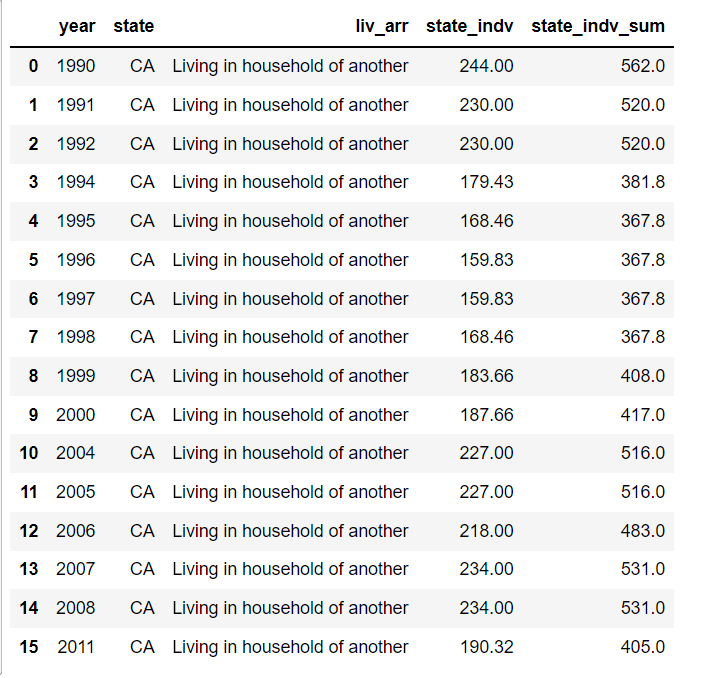 year state liv_arr state_indv state_indv_sum
0 1990 CA Living in household of another 244.00 562.0
1 1991 CA Living in household of another 230.00 520.0
2 1992 CA Living in household of another 230.00 520.0
3 1994 CA Living in household of another 179.43 381.8
4 1995 CA Living in household of another 168.46 367.8
5 1996 CA Living in household of another 159.83 367.8
6 1997 CA Living in household of another 159.83 367.8
7 1998 CA Living in household of another 168.46 367.8
8 1999 CA Living in household of another 183.66 408.0
9 2000 CA Living in household of another 187.66 417.0
10 2004 CA Living in household of another 227.00 516.0
11 2005 CA Living in household of another 227.00 516.0
12 2006 CA Living in household of another 218.00 483.0
13 2007 CA Living in household of another 234.00 531.0
14 2008 CA Living in household of another 234.00 531.0
15 2011 CA Living in household of another 190.32 405.0